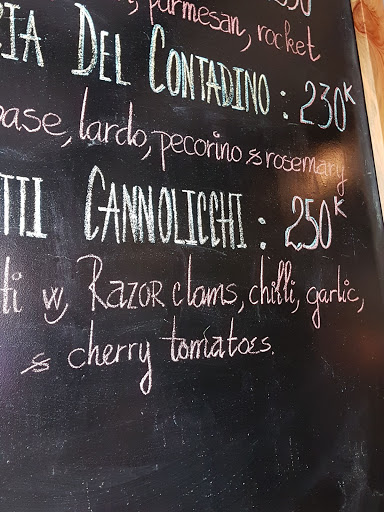 parmesan, rocket
RIA DEL CONTADINO : 230K
base, lardo, pecorino & rosemary
TTI CANNOLICCHI : 250K
ti w, RAZOR clams, chilli, garlic,
& cherry tomatoes.